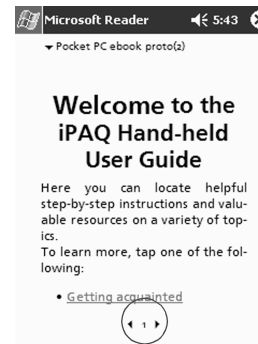 Microsoft Reader 5:43
Pocket PC ebook proto(2)
Welcome to the
iPAQ Hand-held
User Guide
Here you can locate helpful
step-by-step instructions and valu-
able resources on a variety of top-
ics.
To learn more, tap one of the fol-
lowing:
• Getting acquainted
1